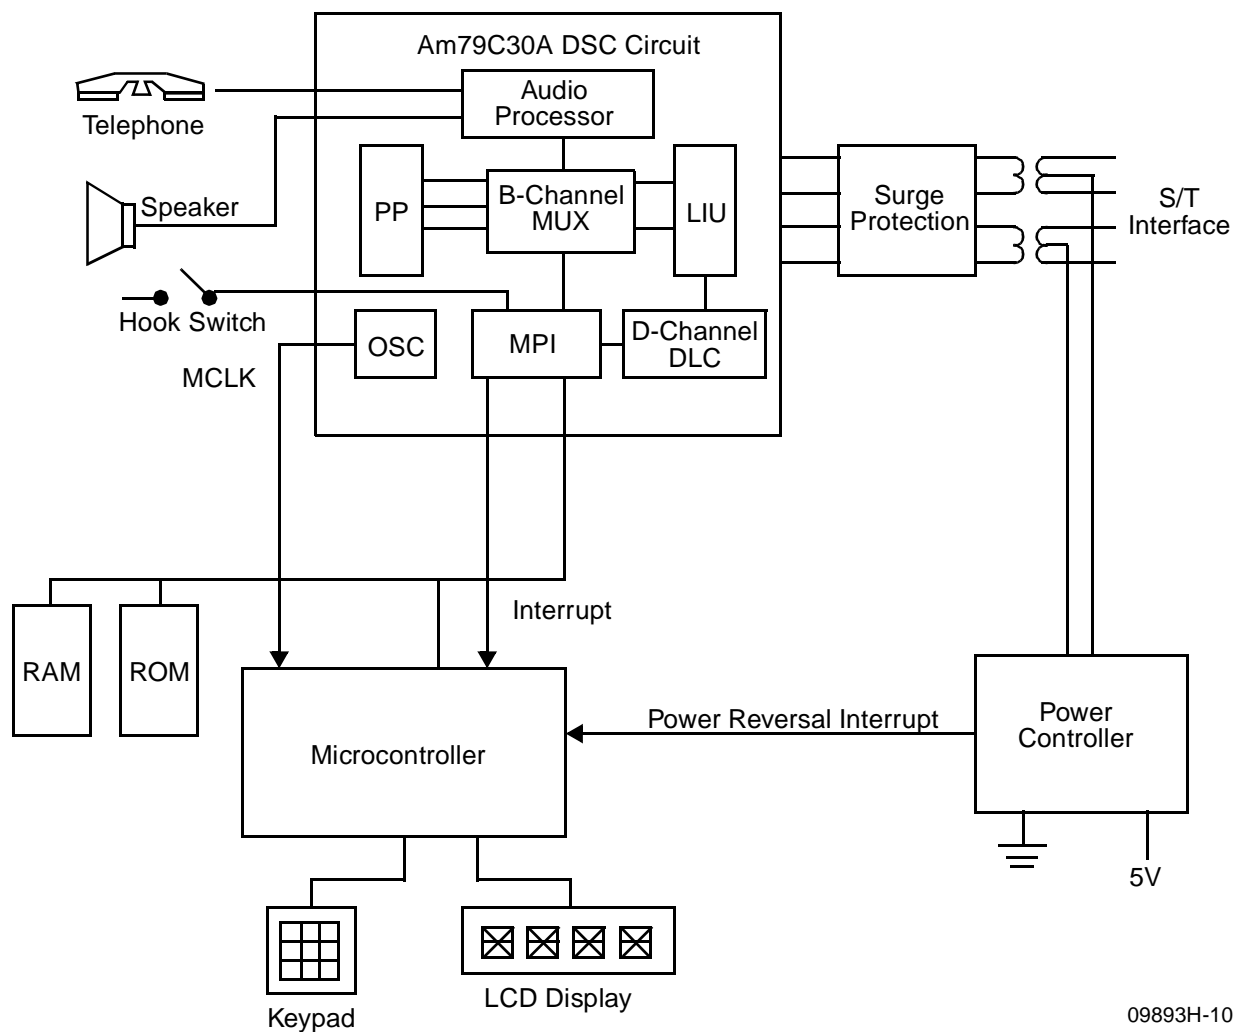 Am79C30A DSC Circuit
Telephone
Audio
Processor
Speaker
PP
B-Channel
MUX
LIU
Surge
Protection
S/T
Interface
Hook Switch
OSC
MPI
D-Channel
DLC
MCLK
Interrupt
RAM
ROM
Microcontroller
Power Reversal Interrupt
Power
Controller
5V
Keypad
LCD Display
09893H-10